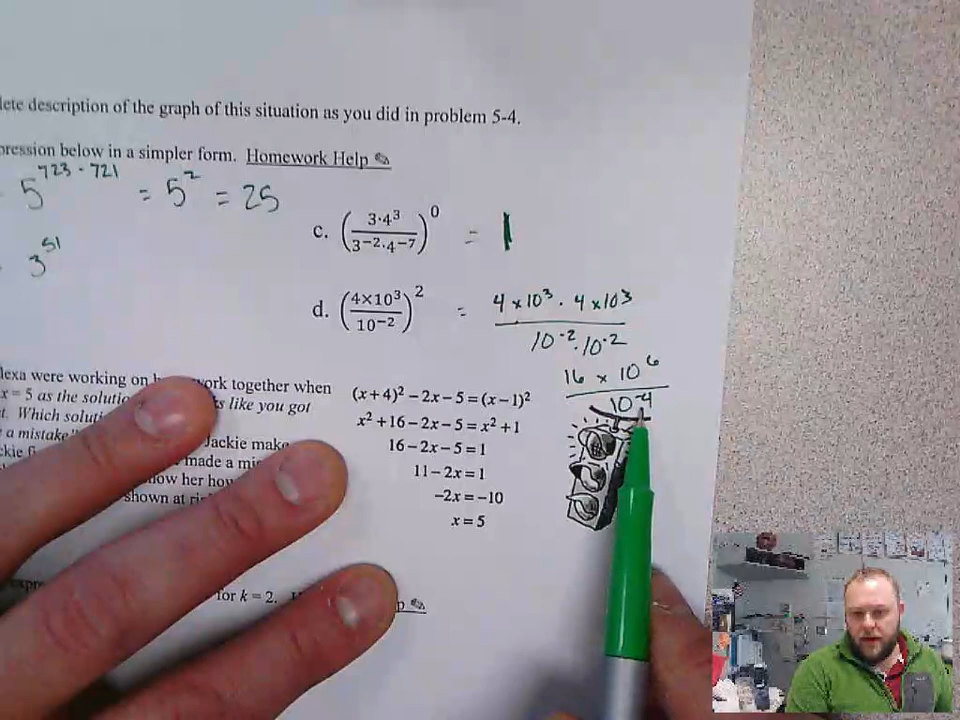 lete description of the graph of this situation as you did in problem 5-4.
pression below in a simpler form. Homework Help ✎
5^{723-721} = 5^2 = 25
c. (3·4^3 / 3^{-2}·4^{-7})^0 = 1
3^{51}
d. (4×10^3 / 10^{-2})^2 = 4×10^3 · 4×10^3 / 10^{-2}·10^{-2}
16 × 10^6 / 10^{-4}
lexa were working on work together when
x = 5 as the solutio s like you got
t. Which soluti
a mistake" Jackie make
made a mi
how her how
shown at ri
(x+4)^2 − 2x − 5 = (x−1)^2
x^2 + 16 − 2x − 5 = x^2 + 1
16 − 2x − 5 = 1
11 − 2x = 1
−2x = −10
x = 5
for k = 2.